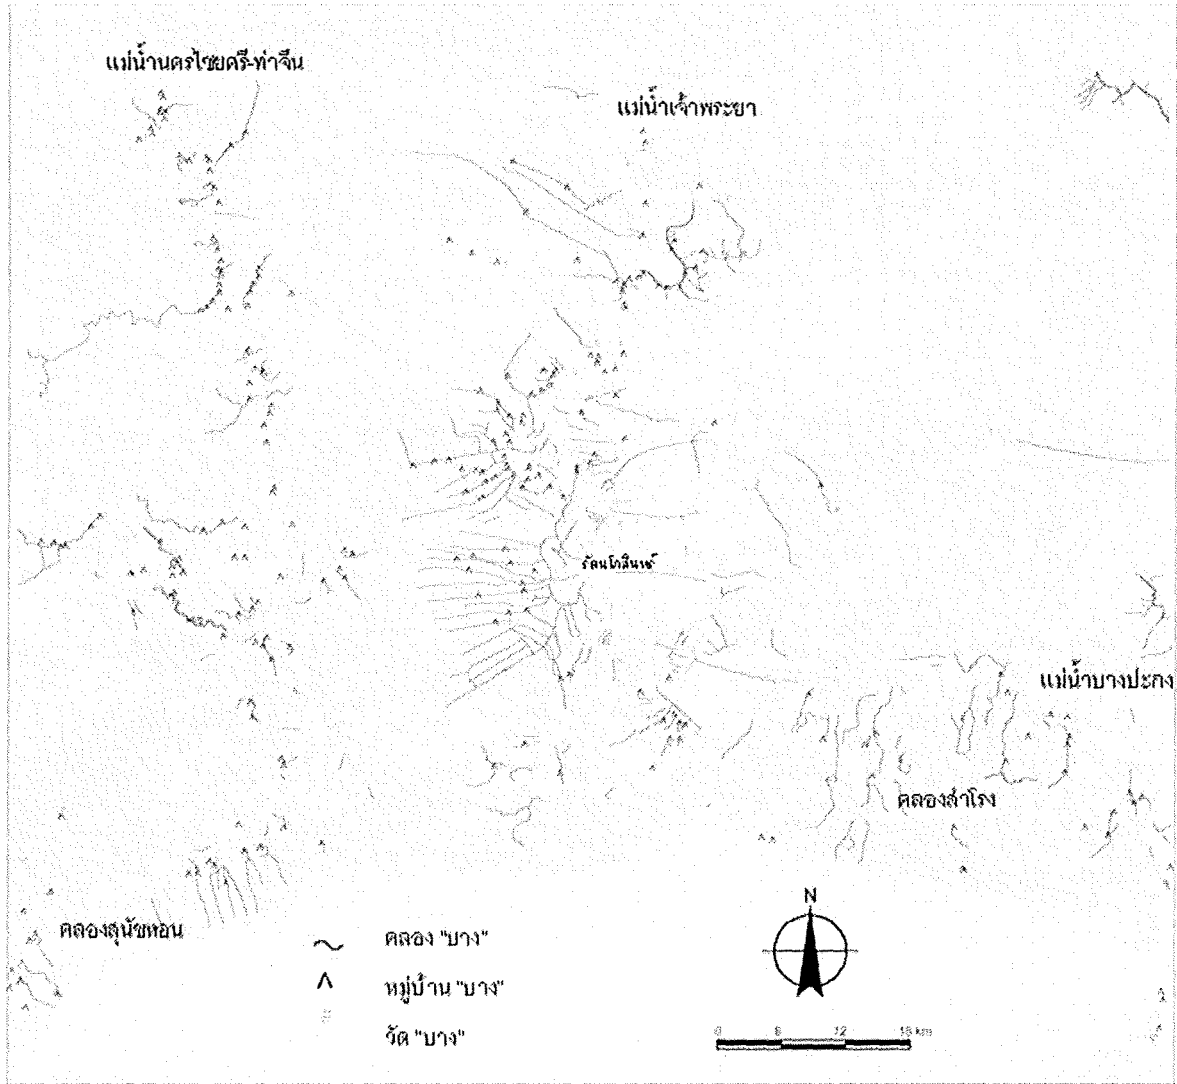 แม่น้ำนครไชยศรี-ท่าจีน
แม่น้ำเจ้าพระยา
รัตนโกสินทร์
แม่น้ำบางปะกง
คลองสำโรง
คลองสุนัขหอน
คลอง "บาง"
หมู่บ้าน "บาง"
วัด "บาง"
N
0 6 12 18 km